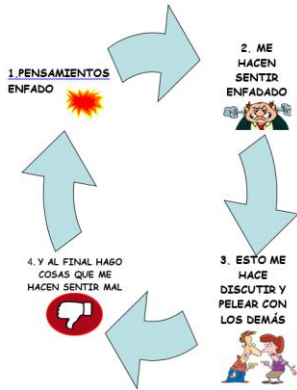 1.PENSAMIENTOS
ENFADO
2. ME
HACEN
SENTIR
ENFADADO
3. ESTO ME
HACE
DISCUTIR Y
PELEAR CON
LOS DEMÁS
4. Y AL FINAL HAGO
COSAS QUE ME
HACEN SENTIR MAL